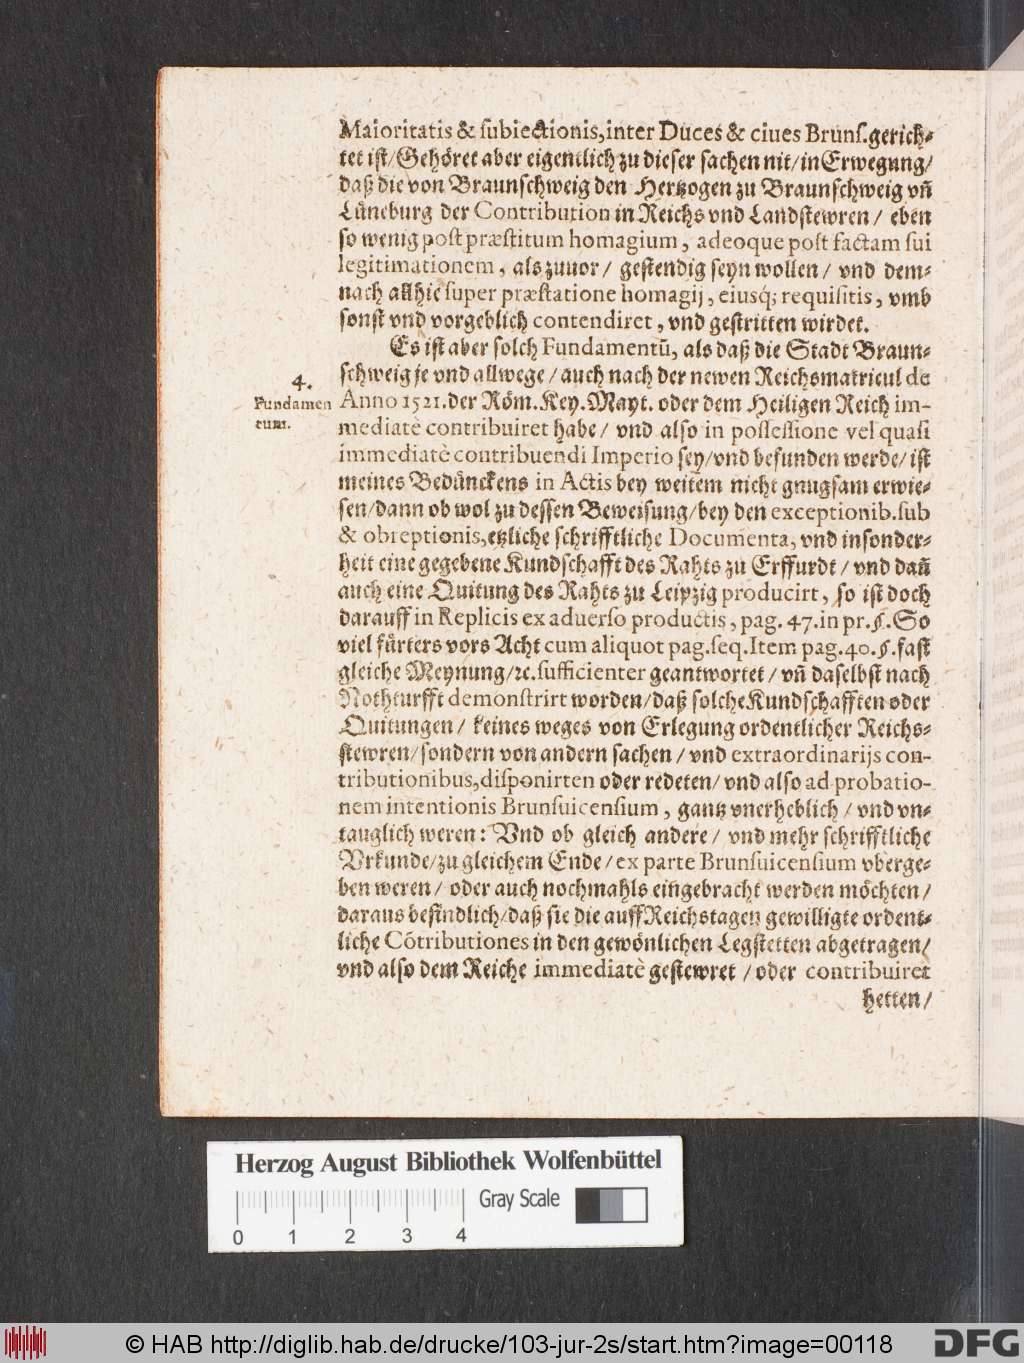 Maioritatis & subiectionis, inter Duces & ciues Bruns. gerich⸗
tet ist / Gehöret aber eigentlich zu dieser sachen nit / in Erwegung /
daß die von Braunschweig den Hertzogen zu Braunschweig vñ
Lüneburg der Contribution in Reichs vnd Landstewren / eben
so wenig post præstitum homagium, adeoque post factam sui
legitimationem, als zuuor / gestendig seyn wollen / vnd dem⸗
nach allhie super præstatione homagij, eiusq́; requisitis, vmb
sonst vnd vorgeblich contendiret, vnd gestritten wirdet.
Es ist aber solch Fundamentū, als daß die Stadt Braun⸗
schweig je vnd allwege / auch nach der newen Reichsmatricul de
4.
Fundamen
tum.
Anno 1521. der Röm. Key. Mayt. oder dem Heiligen Reich im-
mediatè contribuiret habe / vnd also in possessione vel quasi
immediatè contribuendi Imperio sey / vnd befunden werde / ist
meines Bedünckens in Actis bey weitem nicht gnugsam erwie⸗
sen / dann ob wol zu dessen Beweisung / bey den exceptionib. sub
& obreptionis, etzliche schrifftliche Documenta, vnd insonder⸗
heit eine gegebene Kundschafft des Rahts zu Erffurdt / vnd dañ
auch eine Quitung des Rahts zu Leipzig producirt, so ist doch
darauff in Replicis ex aduerso productis, pag. 47. in pr. §. So
viel fürters vors Acht cum aliquot pag. seq. Item pag. 40. §. fast
gleiche Meynung / ꝛc. sufficienter geantwortet / vñ daselbst nach
Nothturfft demonstrirt worden / daß solche Kundschafften oder
Quitungen / keines weges von Erlegung ordentlicher Reichs⸗
stewren / sondern von andern sachen / vnd extraordinarijs con-
tributionibus, disponirten oder redeten / vnd also ad probatio-
nem intentionis Brunsuicensium, gantz vnerheblich / vnd vn⸗
tauglich weren: Vnd ob gleich andere / vnd mehr schrifftliche
Vrkunde / zu gleichem Ende / ex parte Brunsuicensium vberge⸗
ben weren / oder auch nochmahls eingebracht werden möchten /
daraus befindlich / daß sie die auff Reichstagen gewilligte ordent⸗
liche Cõtributiones in den gewönlichen Legstetten abgetragen /
vnd also dem Reiche immediatè gestewret / oder contribuiret
hetten /
Herzog August Bibliothek Wolfenbüttel
Gray Scale
0 1 2 3 4
© HAB http://diglib.hab.de/drucke/103-jur-2s/start.htm?image=00118
DFG